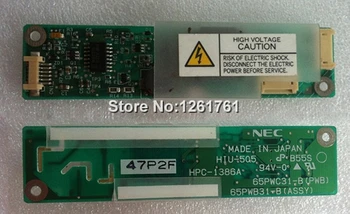 HIGH VOLTAGE
CAUTION
RISK OF ELECTRIC SHOCK.
DISCONNECT THE ELECTRIC
POWER BEFORE SERVICE.
Store No: 1261761
NEC
MADE IN JAPAN
HIU-505 P-B56S
47P2F
HPC-1386A 94V-0
65PWC31-B(PWB)
65PWB31-B(ASSY)